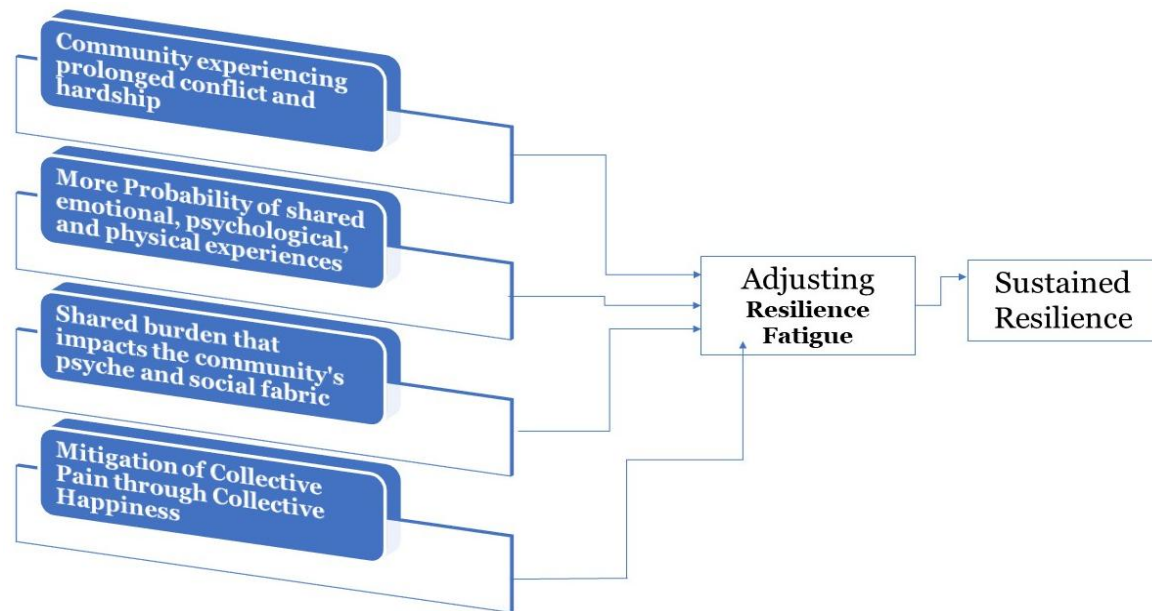 Community experiencing
prolonged conflict and
hardship
More Probability of shared
emotional, psychological,
and physical experiences
Shared burden that
impacts the community's
psyche and social fabric
Mitigation of Collective
Pain through Collective
Happiness
Adjusting
Resilience
Fatigue
Sustained
Resilience